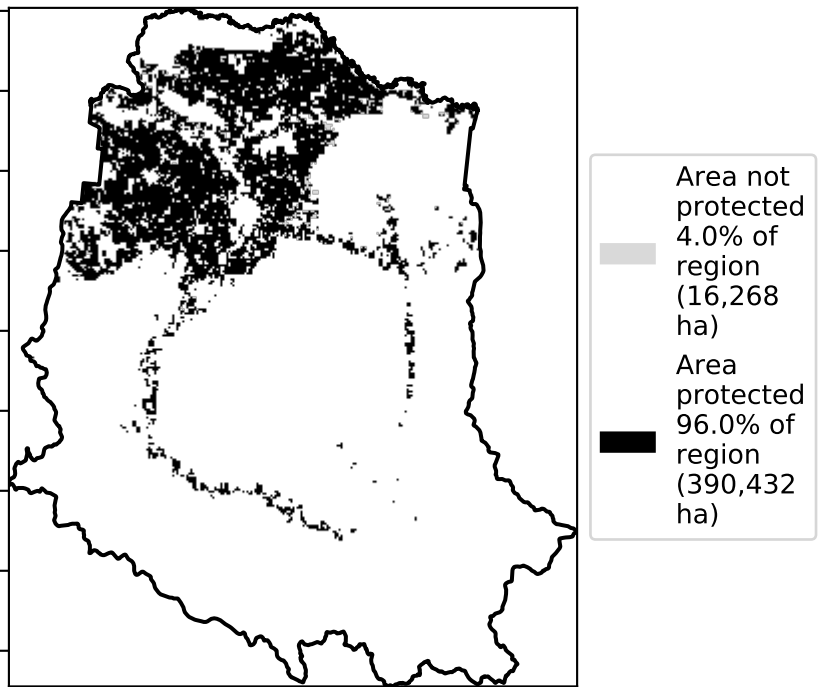 Area not
protected
4.0% of
region
(16,268
ha)
Area
protected
96.0% of
region
(390,432
ha)